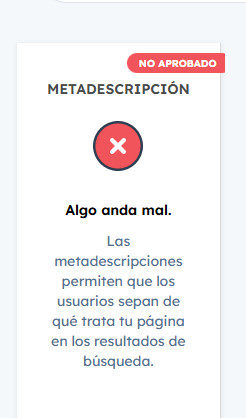 NO APROBADO
METADESCRIPCIÓN
Algo anda mal.
Las
metadescripciones
permiten que los
usuarios sepan de
qué trata tu página
en los resultados de
búsqueda.